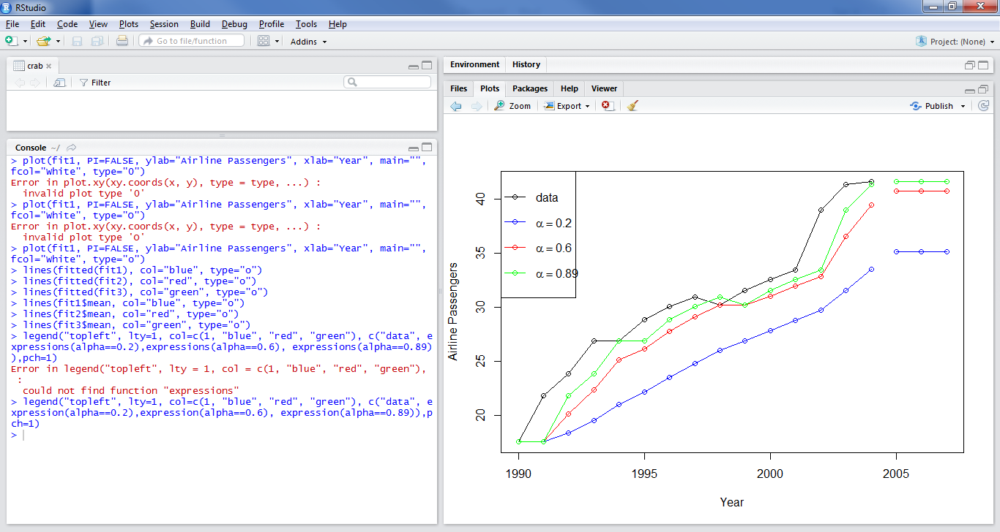 RStudio
File Edit Code View Plots Session Build Debug Profile Tools Help
Go to file/function Addins Project: (None)
crab
Filter
Console ~/
> plot(fit1, PI=FALSE, ylab="Airline Passengers", xlab="Year", main="",
fcol="White", type="O")
Error in plot.xy(xy.coords(x, y), type = type, ...) :
  invalid plot type 'O'
> plot(fit1, PI=FALSE, ylab="Airline Passengers", xlab="Year", main="",
fcol="White", type="O")
Error in plot.xy(xy.coords(x, y), type = type, ...) :
  invalid plot type 'O'
> plot(fit1, PI=FALSE, ylab="Airline Passengers", xlab="Year", main="",
fcol="White", type="o")
> lines(fitted(fit1), col="blue", type="o")
> lines(fitted(fit2), col="red", type="o")
> lines(fitted(fit3), col="green", type="o")
> lines(fit1$mean, col="blue", type="o")
> lines(fit2$mean, col="red", type="o")
> lines(fit3$mean, col="green", type="o")
> legend("topleft", lty=1, col=c(1, "blue", "red", "green"), c("data", e
xpressions(alpha==0.2),expressions(alpha==0.6), expressions(alpha==0.89)
),pch=1)
Error in legend("topleft", lty = 1, col = c(1, "blue", "red", "green"),
 :
  could not find function "expressions"
> legend("topleft", lty=1, col=c(1, "blue", "red", "green"), c("data", e
xpression(alpha==0.2),expression(alpha==0.6), expression(alpha==0.89)),p
ch=1)
>
Environment History
Files Plots Packages Help Viewer
Zoom Export Publish
data
α = 0.2
α = 0.6
α = 0.89
40
35
30
25
20
Airline Passengers
1990 1995 2000 2005
Year